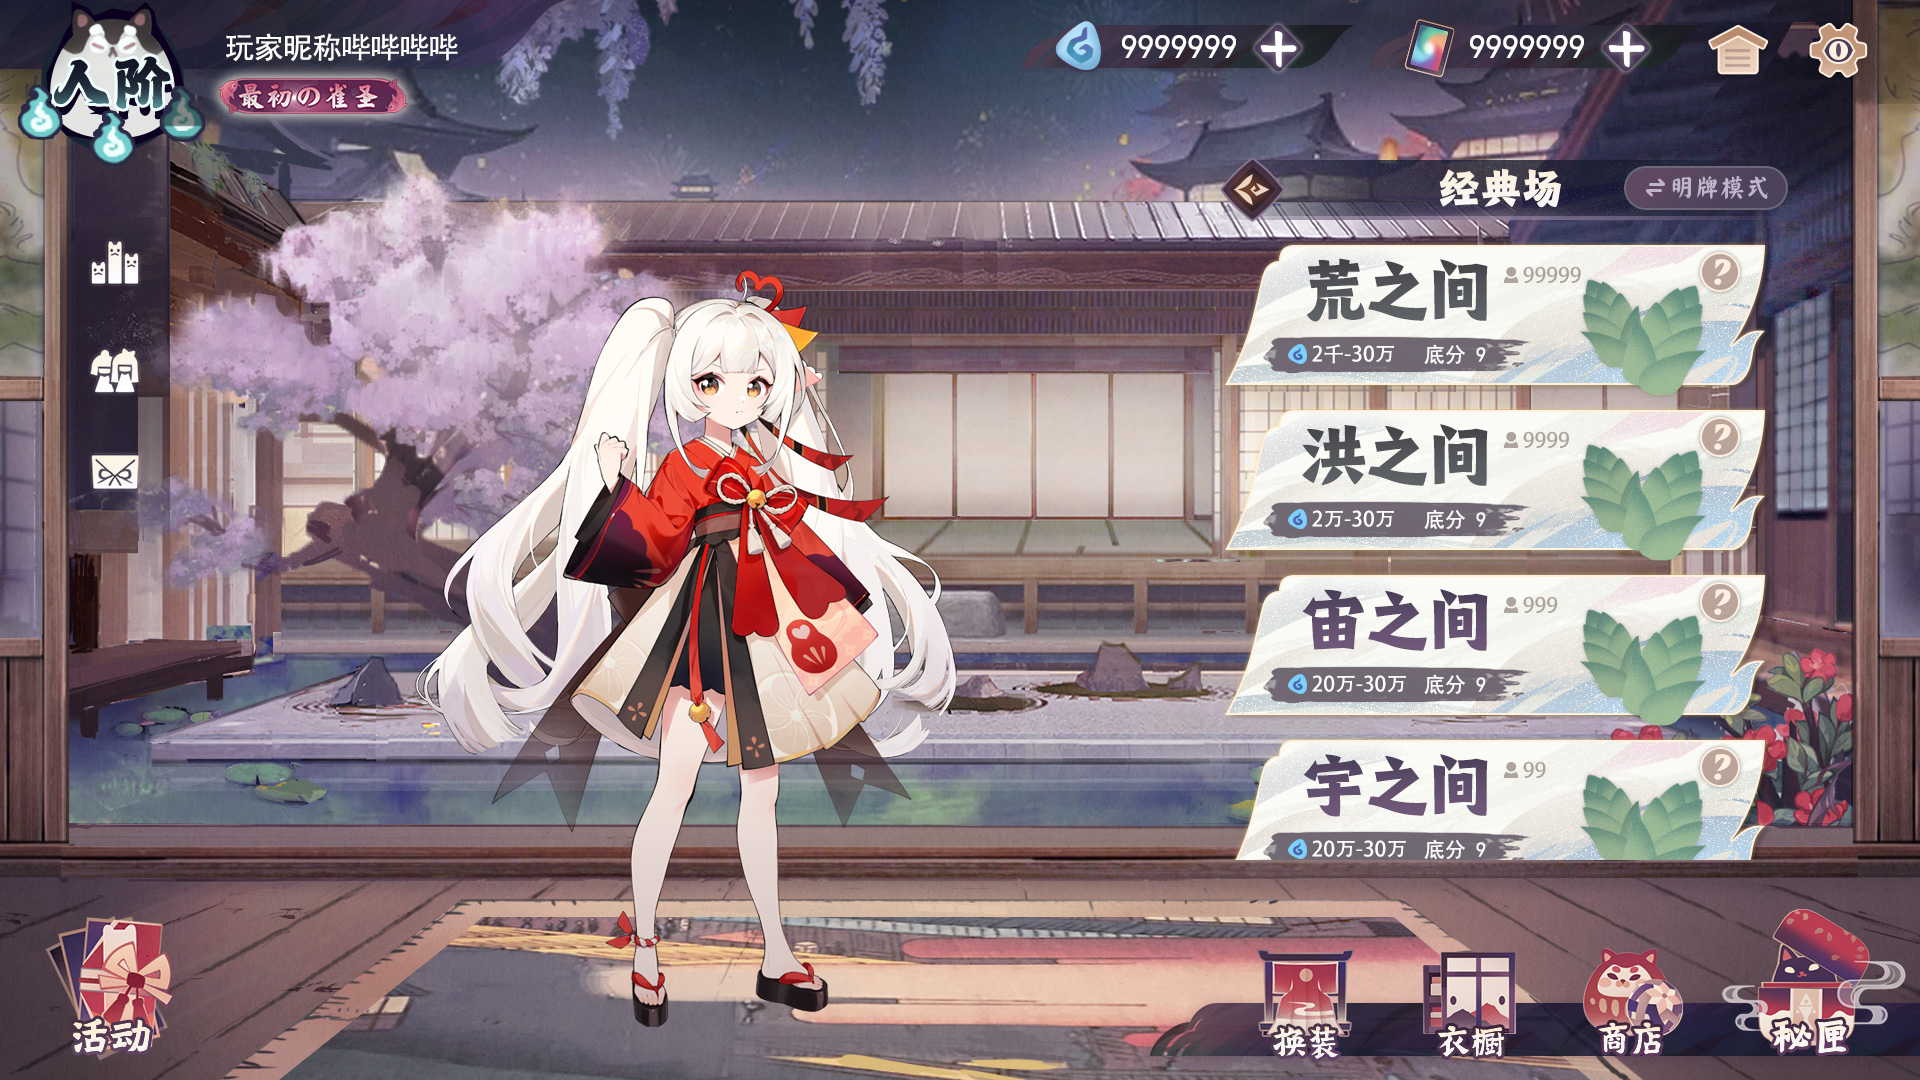 人阶
玩家昵称哔哔哔哔
最初の雀圣
9999999
9999999
经典场
明牌模式
荒之间
99999
2千-30万 底分 9
洪之间
9999
2万-30万 底分 9
宙之间
999
20万-30万 底分 9
宇之间
99
20万-30万 底分 9
活动
换装
衣橱
商店
秘匣